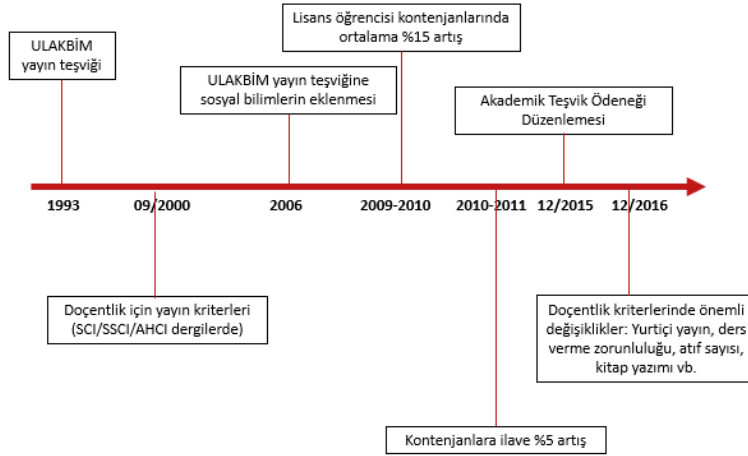 Lisans öğrencisi kontenjanlarında
ortalama %15 artış
ULAKBİM
yayın teşviği
ULAKBİM yayın teşviğine
sosyal bilimlerin eklenmesi
Akademik Teşvik Ödeneği
Düzenlemesi
1993 09/2000 2006 2009-2010 2010-2011 12/2015 12/2016
Doçentlik için yayın kriterleri
(SCI/SSCI/AHCI dergilerde)
Doçentlik kriterlerinde önemli
değişiklikler: Yurtiçi yayın, ders
verme zorunluluğu, atıf sayısı,
kitap yazımı vb.
Kontenjanlara ilave %5 artış